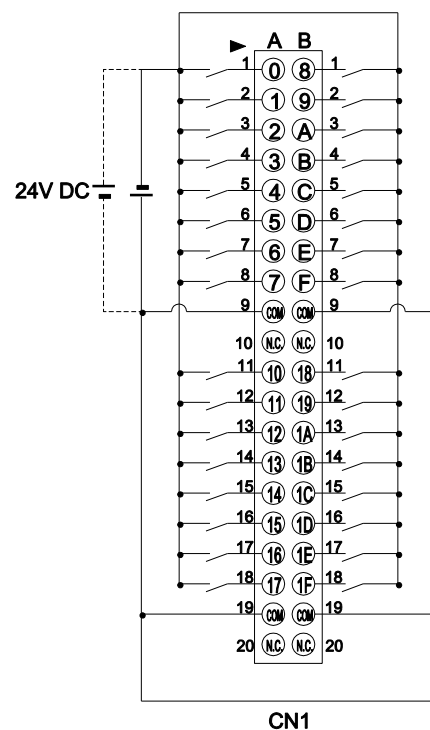 A B
1 0 8 1
2 1 9 2
3 2 A 3
4 3 B 4
24V DC 5 4 C 5
6 5 D 6
7 6 E 7
8 7 F 8
9 COM COM 9
10 N.C. N.C. 10
11 10 18 11
12 11 19 12
13 12 1A 13
14 13 1B 14
15 14 1C 15
16 15 1D 16
17 16 1E 17
18 17 1F 18
19 COM COM 19
20 N.C. N.C. 20
CN1